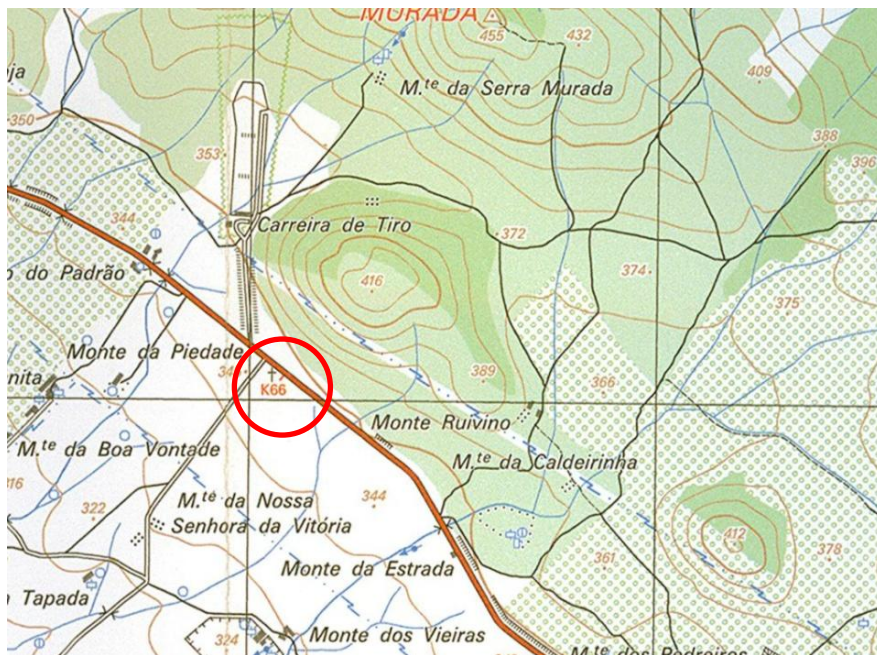 MURADA
455
432
409
M.te da Serra Murada
350
353
388
396
344
Carreira de Tiro
372
do Padrão
416
374
375
Monte da Piedade
K66
389
366
Monte Ruivino
M.te da Boa Vontade
M.te da Caldeirinha
322
M.te da Nossa
Senhora da Vitória
344
412
361
378
Monte da Estrada
Tapada
324
Monte dos Vieiras